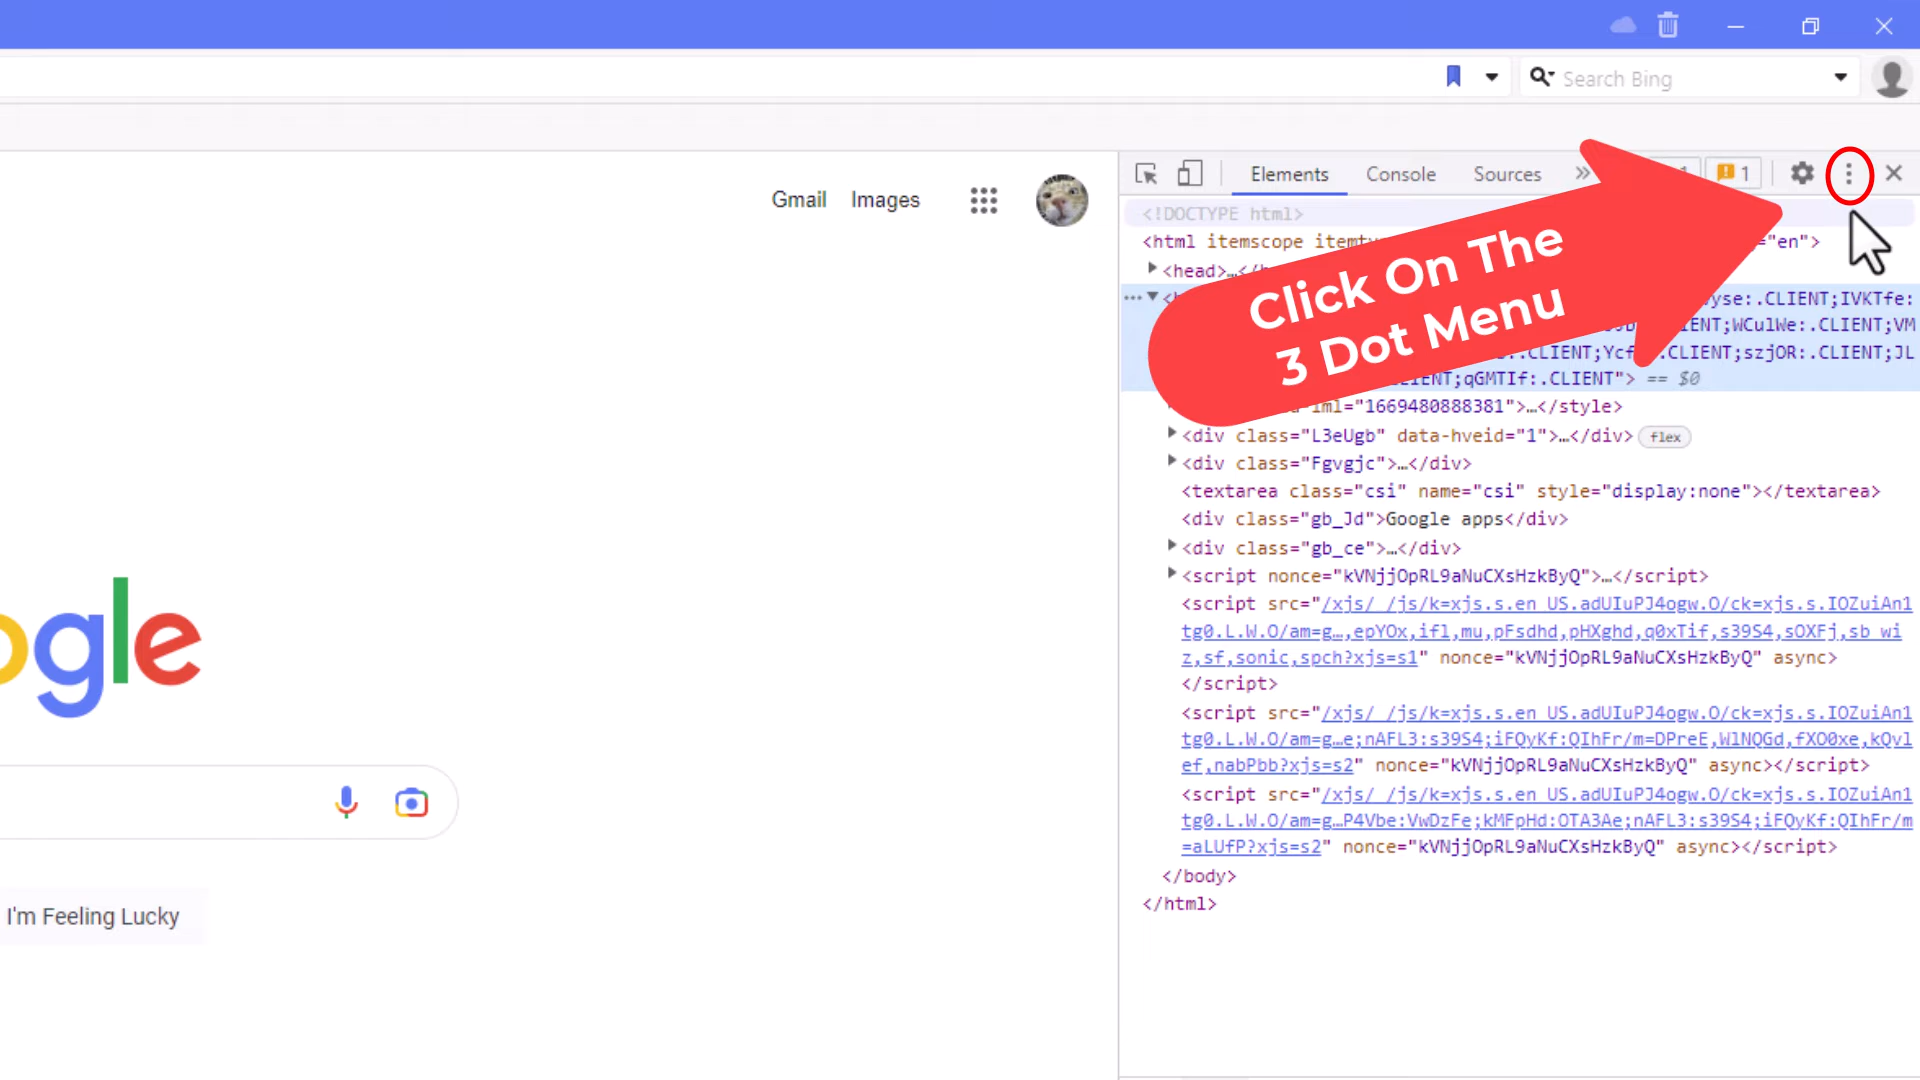 Search Bing
Gmail Images
Elements Console Sources
1
<!DOCTYPE html>
<html itemscope "en">
<head>…</
Click On The
3 Dot Menu
yse:.CLIENT;IVKTfe:
IENT;WCulWe:.CLIENT;VM
.CLIENT;Ycf .CLIENT;szjOR:.CLIENT;JL
IENT;qGMTIf:.CLIENT"> == $0
iml="1669480888381">…</style>
<div class="L3eUgb" data-hveid="1">…</div> flex
<div class="Fgvgjc">…</div>
<textarea class="csi" name="csi" style="display:none"></textarea>
<div class="gb_Jd">Google apps</div>
<div class="gb_ce">…</div>
<script nonce="kVNjjOpRL9aNuCXsHzkByQ">…</script>
<script src="/xjs/_/js/k=xjs.s.en_US.adUIuPJ4ogw.O/ck=xjs.s.IOZuiAn1
tg0.L.W.O/am=g…,epYOx,ifl,mu,pFsdhd,pHXghd,q0xTif,s39S4,sOXFj,sb_wi
z,sf,sonic,spch?xjs=s1" nonce="kVNjjOpRL9aNuCXsHzkByQ" async>
</script>
<script src="/xjs/_/js/k=xjs.s.en_US.adUIuPJ4ogw.O/ck=xjs.s.IOZuiAn1
tg0.L.W.O/am=g…e;nAFL3:s39S4;iFQyKf:QIhFr/m=DPreE,WlNQGd,fXO0xe,kQvl
ef,nabPbb?xjs=s2" nonce="kVNjjOpRL9aNuCXsHzkByQ" async></script>
<script src="/xjs/_/js/k=xjs.s.en_US.adUIuPJ4ogw.O/ck=xjs.s.IOZuiAn1
tg0.L.W.O/am=g…P4Vbe:VwDzFe;kMFpHd:OTA3Ae;nAFL3:s39S4;iFQyKf:QIhFr/m
=aLUfP?xjs=s2" nonce="kVNjjOpRL9aNuCXsHzkByQ" async></script>
</body>
</html>
ogle
I'm Feeling Lucky